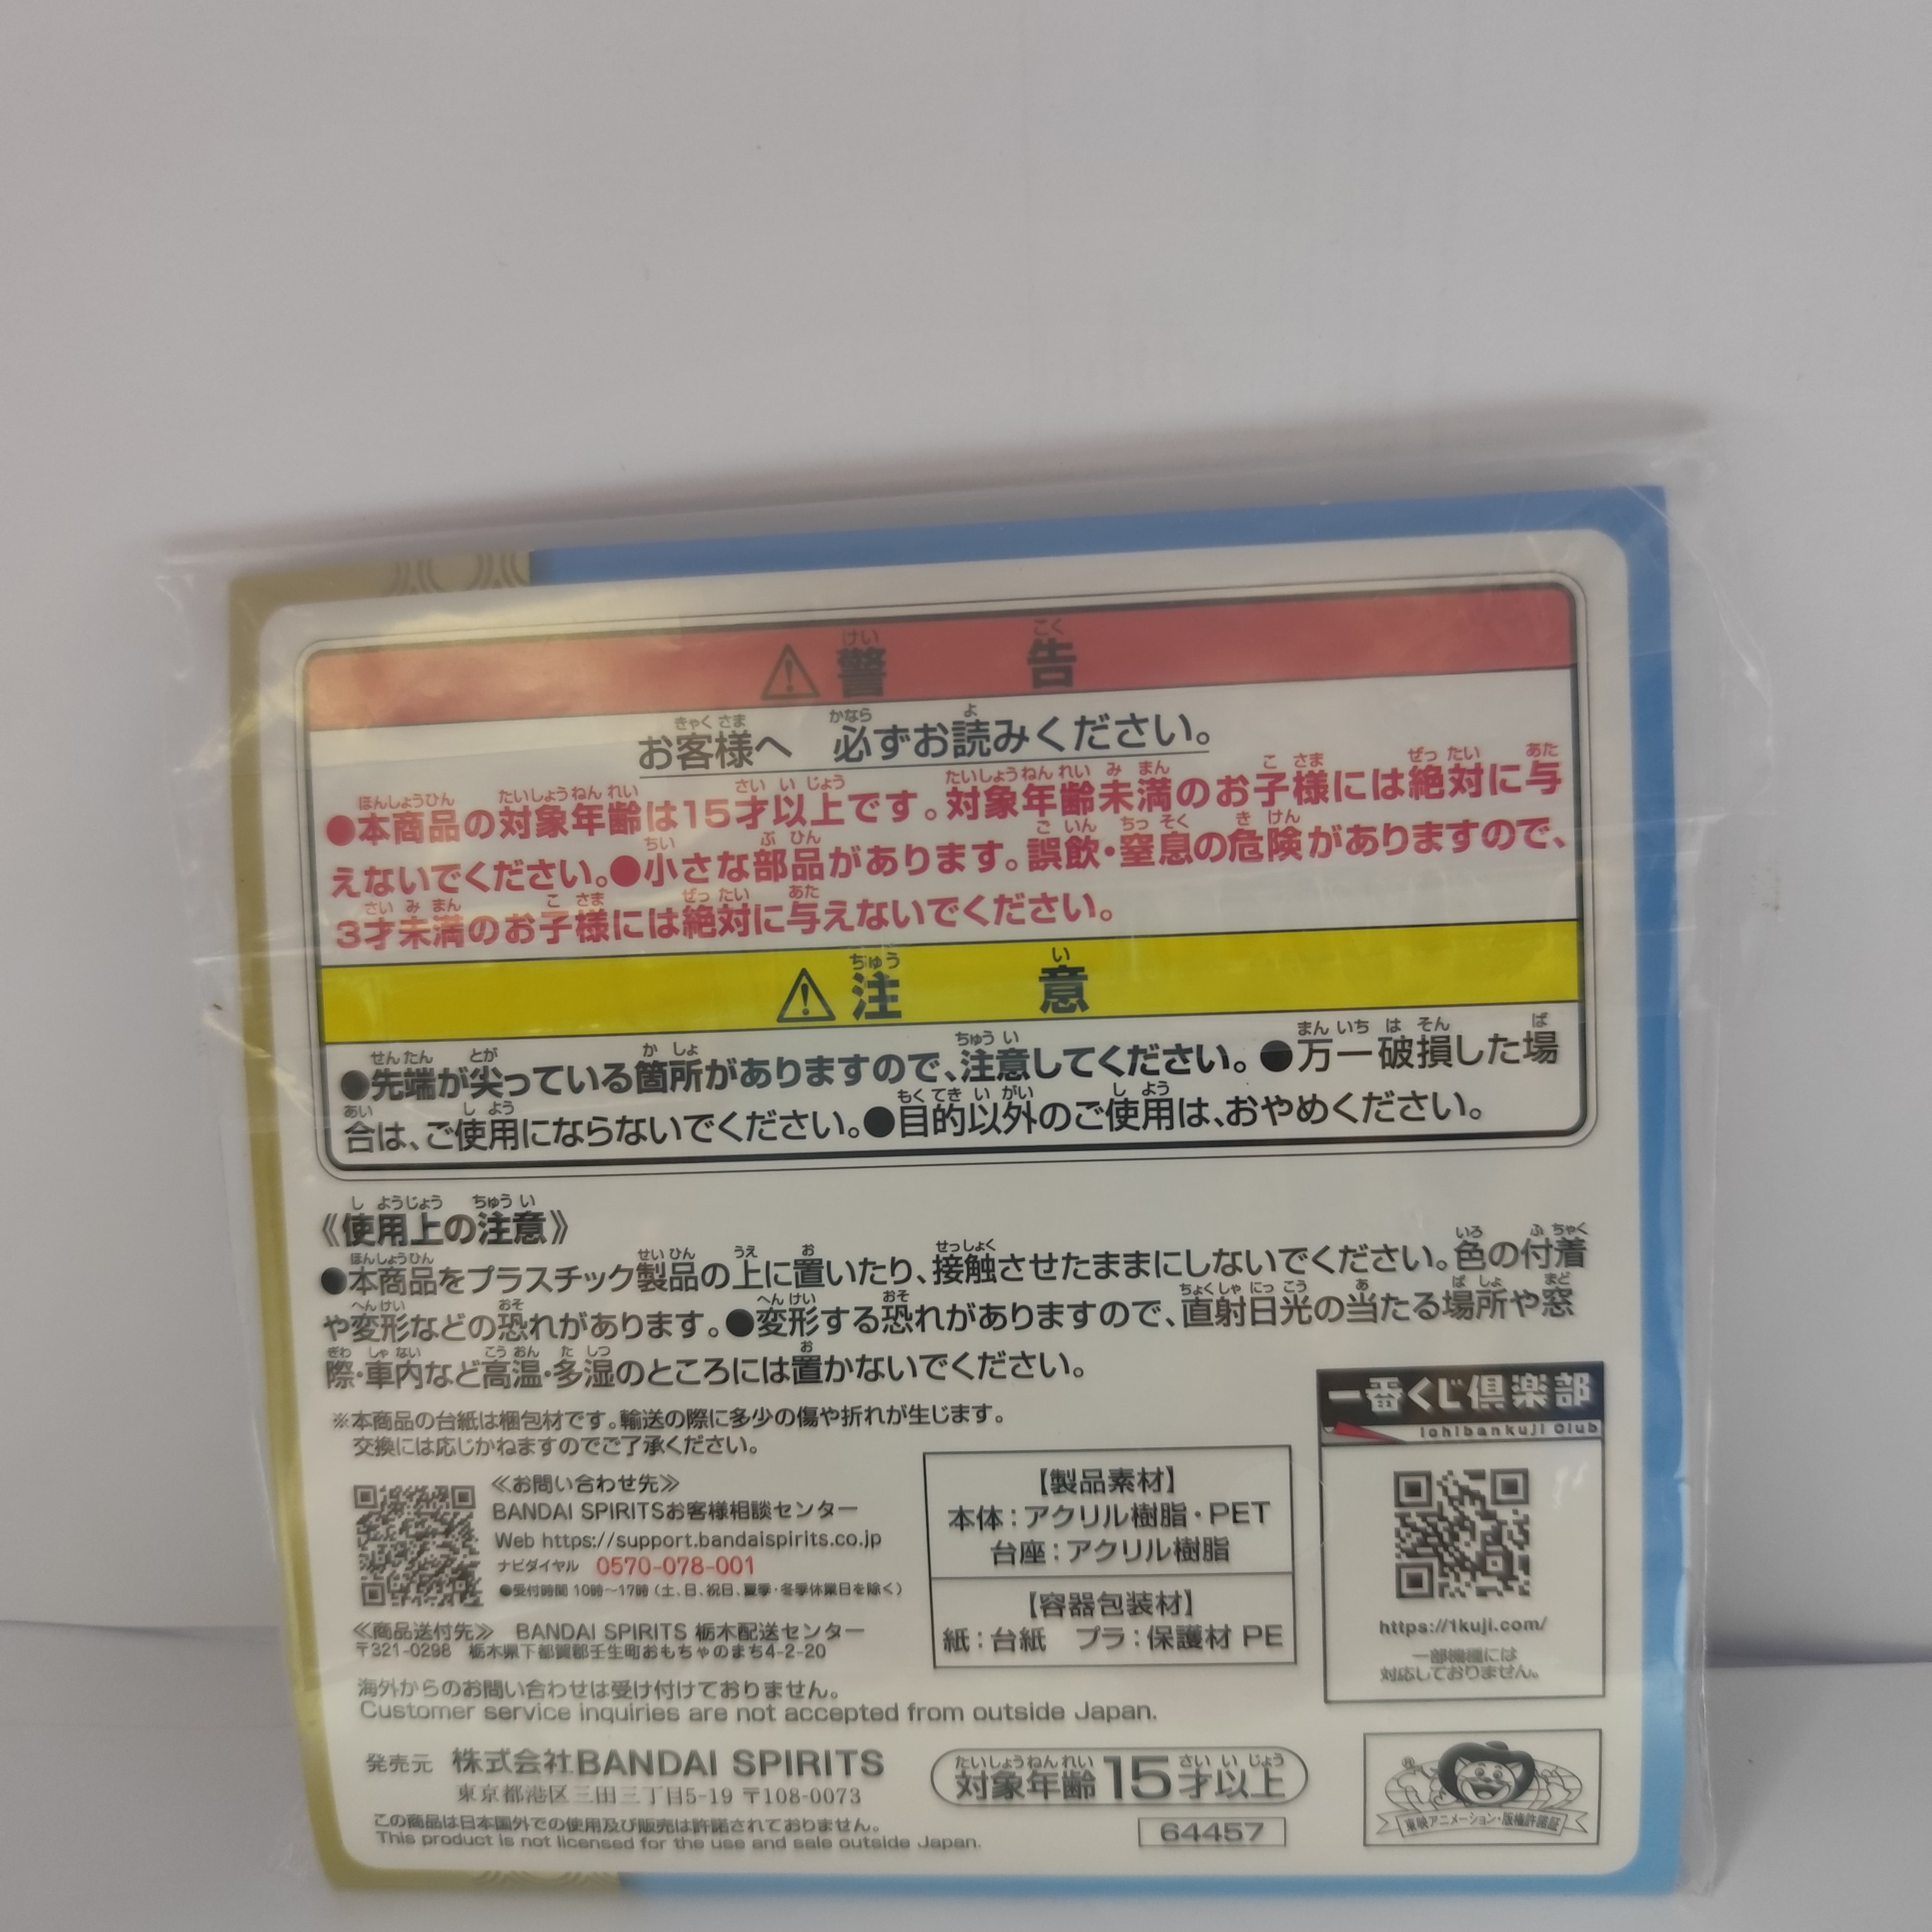 ⚠警告
お客様へ 必ずお読みください。
●本商品の対象年齢は15才以上です。対象年齢未満のお子様には絶対に与
えないでください。●小さな部品があります。誤飲・窒息の危険がありますので、
3才未満のお子様には絶対に与えないでください。
⚠注意
●先端が尖っている箇所がありますので、注意してください。●万一破損した場
合は、ご使用にならないでください。●目的以外のご使用は、おやめください。
《使用上の注意》
●本商品をプラスチック製品の上に置いたり、接触させたままにしないでください。色の付着
や変形などの恐れがあります。●変形する恐れがありますので、直射日光の当たる場所や窓
際・車内など高温・多湿のところには置かないでください。
※本商品の台紙は梱包材です。輸送の際に多少の傷や折れが生じます。
交換には応じかねますのでご了承ください。
≪お問い合わせ先≫
BANDAI SPIRITSお客様相談センター
Web https://support.bandaispirits.co.jp
ナビダイヤル 0570-078-001
●受付時間 10時～17時（土、日、祝日、夏季・冬季休業日を除く）
≪商品送付先≫ BANDAI SPIRITS 栃木配送センター
〒321-0298 栃木県下都賀郡壬生町おもちゃのまち4-2-20
海外からのお問い合わせは受け付けておりません。
Customer service inquiries are not accepted from outside Japan.
【製品素材】
本体：アクリル樹脂・PET
台座：アクリル樹脂
【容器包装材】
紙：台紙 プラ：保護材 PE
一番くじ倶楽部
Ichibankuji Club
https://1kuji.com/
一部機種には
対応しておりません。
発売元 株式会社BANDAI SPIRITS
東京都港区三田三丁目5-19 〒108-0073
この商品は日本国外での使用及び販売は許諾されておりません。
This product is not licensed for the use and sale outside Japan.
対象年齢15才以上
64457
®
東映アニメーション・版権許諾証